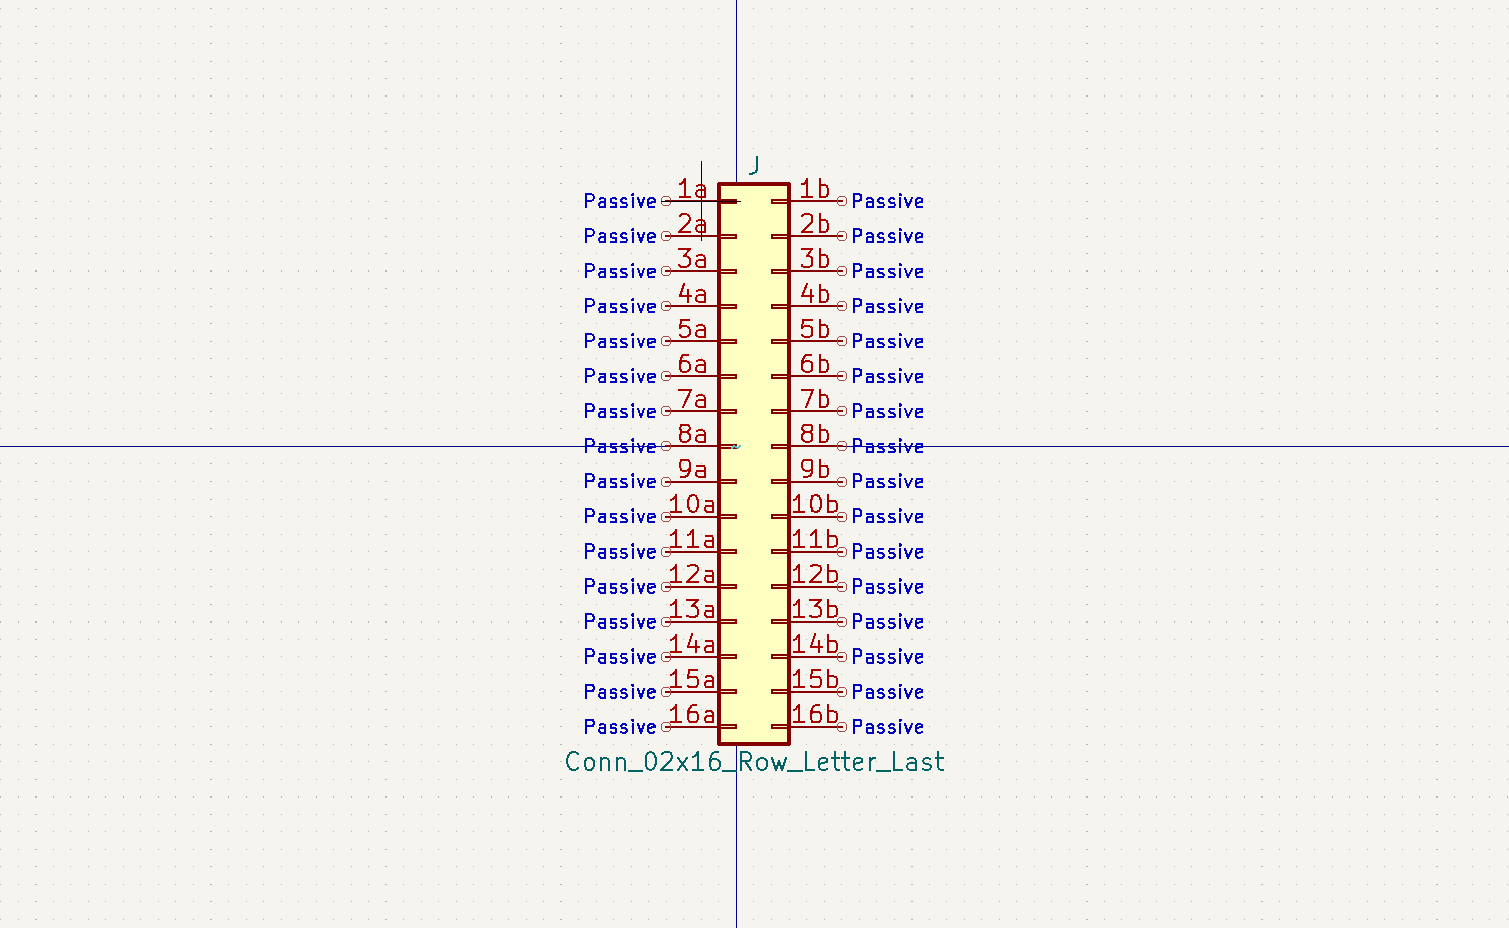 J
1a 1b
Passive Passive
2a 2b
Passive Passive
3a 3b
Passive Passive
4a 4b
Passive Passive
5a 5b
Passive Passive
6a 6b
Passive Passive
7a 7b
Passive Passive
8a 8b
Passive Passive
9a 9b
Passive Passive
10a 10b
Passive Passive
11a 11b
Passive Passive
12a 12b
Passive Passive
13a 13b
Passive Passive
14a 14b
Passive Passive
15a 15b
Passive Passive
16a 16b
Passive Passive
Conn_02x16_Row_Letter_Last